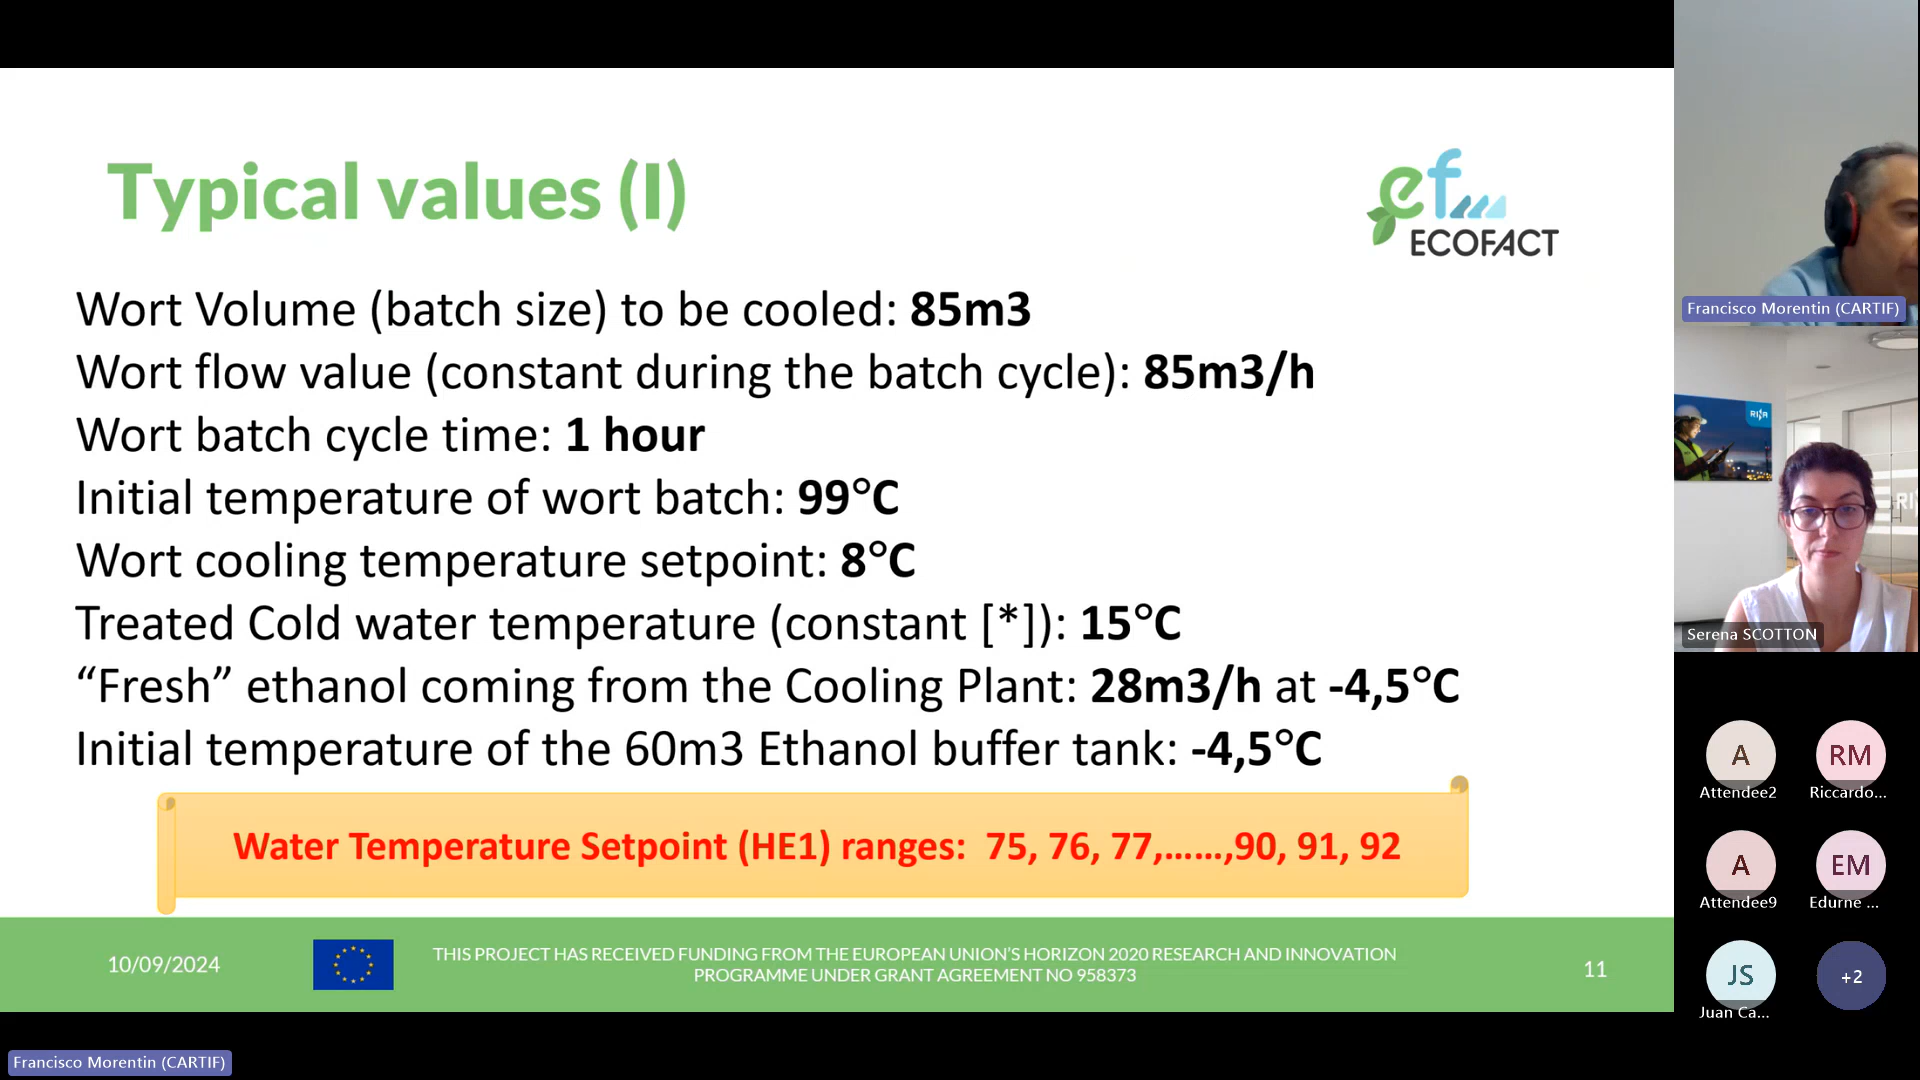 Typical values (I)
ef
ECOFACT
Wort Volume (batch size) to be cooled: 85m3
Wort flow value (constant during the batch cycle): 85m3/h
Wort batch cycle time: 1 hour
Initial temperature of wort batch: 99°C
Wort cooling temperature setpoint: 8°C
Treated Cold water temperature (constant [*]): 15°C
“Fresh” ethanol coming from the Cooling Plant: 28m3/h at -4,5°C
Initial temperature of the 60m3 Ethanol buffer tank: -4,5°C
Water Temperature Setpoint (HE1) ranges: 75, 76, 77,……,90, 91, 92
10/09/2024
THIS PROJECT HAS RECEIVED FUNDING FROM THE EUROPEAN UNION’S HORIZON 2020 RESEARCH AND INNOVATION
PROGRAMME UNDER GRANT AGREEMENT NO 958373
11
Francisco Morentin (CARTIF)
Francisco Morentin (CARTIF)
RINA
RI
Serena SCOTTON
A
Attendee2
RM
Riccardo...
A
Attendee9
EM
Edurne ...
JS
Juan Ca...
+2